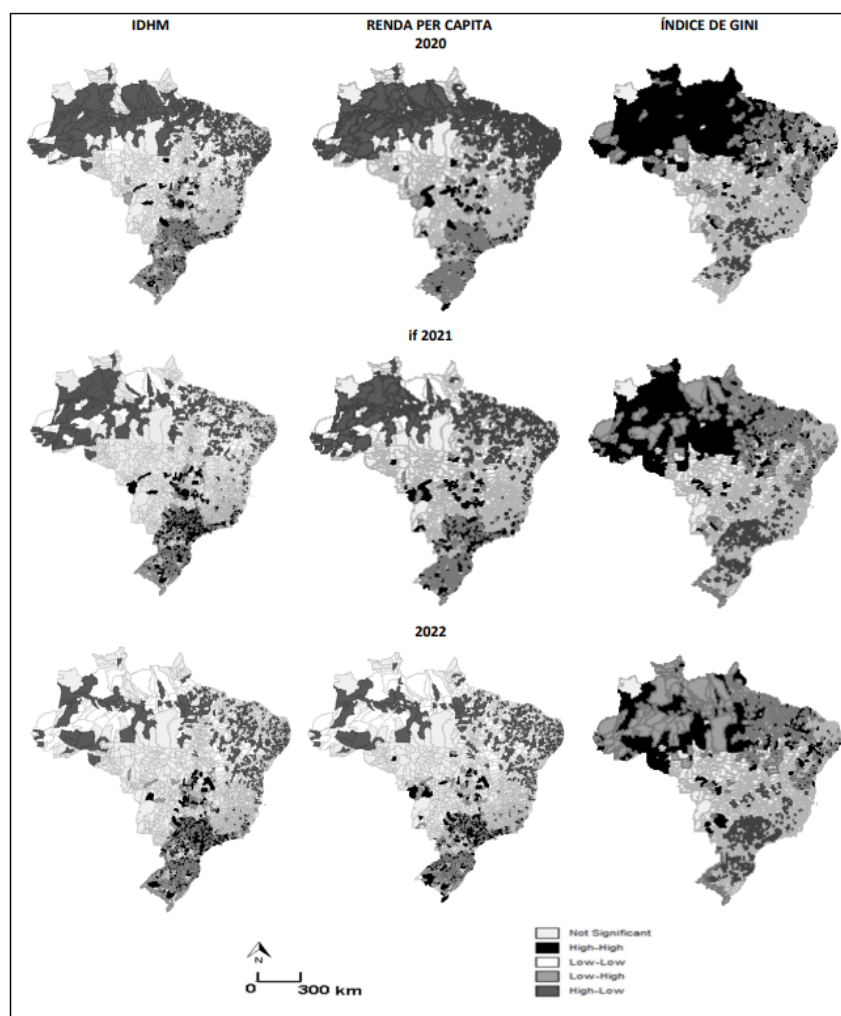 IDHM
RENDA PER CAPITA
ÍNDICE DE GINI
2020
if 2021
2022
Not Significant
High-High
Low-Low
Low-High
High-Low
N
0 300 km